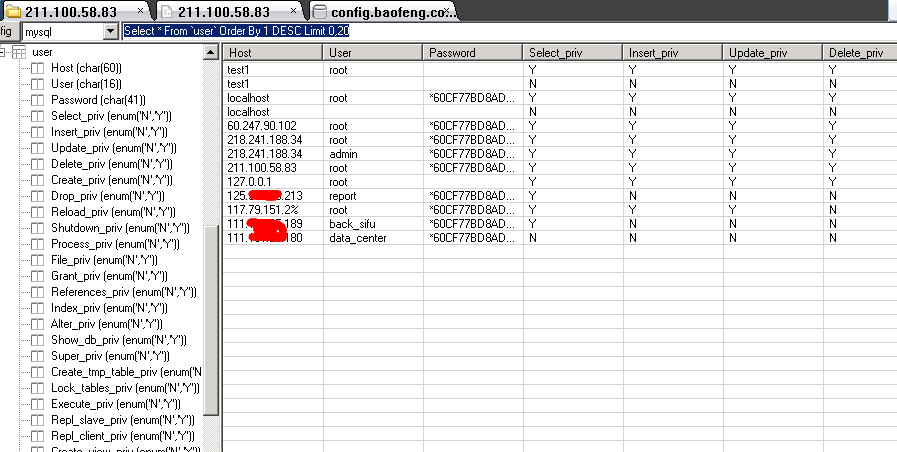 211.100.58.83 × 211.100.58.83 × config.baofeng.co... ×
fig mysql Select * From `user` Order By 1 DESC Limit 0,20
user
Host (char(60))
User (char(16))
Password (char(41))
Select_priv (enum('N','Y'))
Insert_priv (enum('N','Y'))
Update_priv (enum('N','Y'))
Delete_priv (enum('N','Y'))
Create_priv (enum('N','Y'))
Drop_priv (enum('N','Y'))
Reload_priv (enum('N','Y'))
Shutdown_priv (enum('N','Y'))
Process_priv (enum('N','Y'))
File_priv (enum('N','Y'))
Grant_priv (enum('N','Y'))
References_priv (enum('N','Y'))
Index_priv (enum('N','Y'))
Alter_priv (enum('N','Y'))
Show_db_priv (enum('N','Y'))
Super_priv (enum('N','Y'))
Create_tmp_table_priv (enum('N
Lock_tables_priv (enum('N','Y'))
Execute_priv (enum('N','Y'))
Repl_slave_priv (enum('N','Y'))
Repl_client_priv (enum('N','Y'))
Create_view_priv (enum('N','Y'))
Host User Password Select_priv Insert_priv Update_priv Delete_priv
test1 root Y Y Y Y
test1 N N N N
localhost root *60CF77BD8AD... Y Y Y Y
localhost N N N N
60.247.90.102 root *60CF77BD8AD... Y Y Y Y
218.241.188.34 root *60CF77BD8AD... Y Y Y Y
218.241.188.34 admin *60CF77BD8AD... Y Y Y Y
211.100.58.83 root *60CF77BD8AD... Y Y Y Y
127.0.0.1 root Y Y Y Y
125. .213 report *60CF77BD8AD... Y N N N
117.79.151.2% root *60CF77BD8AD... Y Y Y N
111. 189 back_sifu *60CF77BD8AD... Y N N N
111. 180 data_center *60CF77BD8AD... N N N N